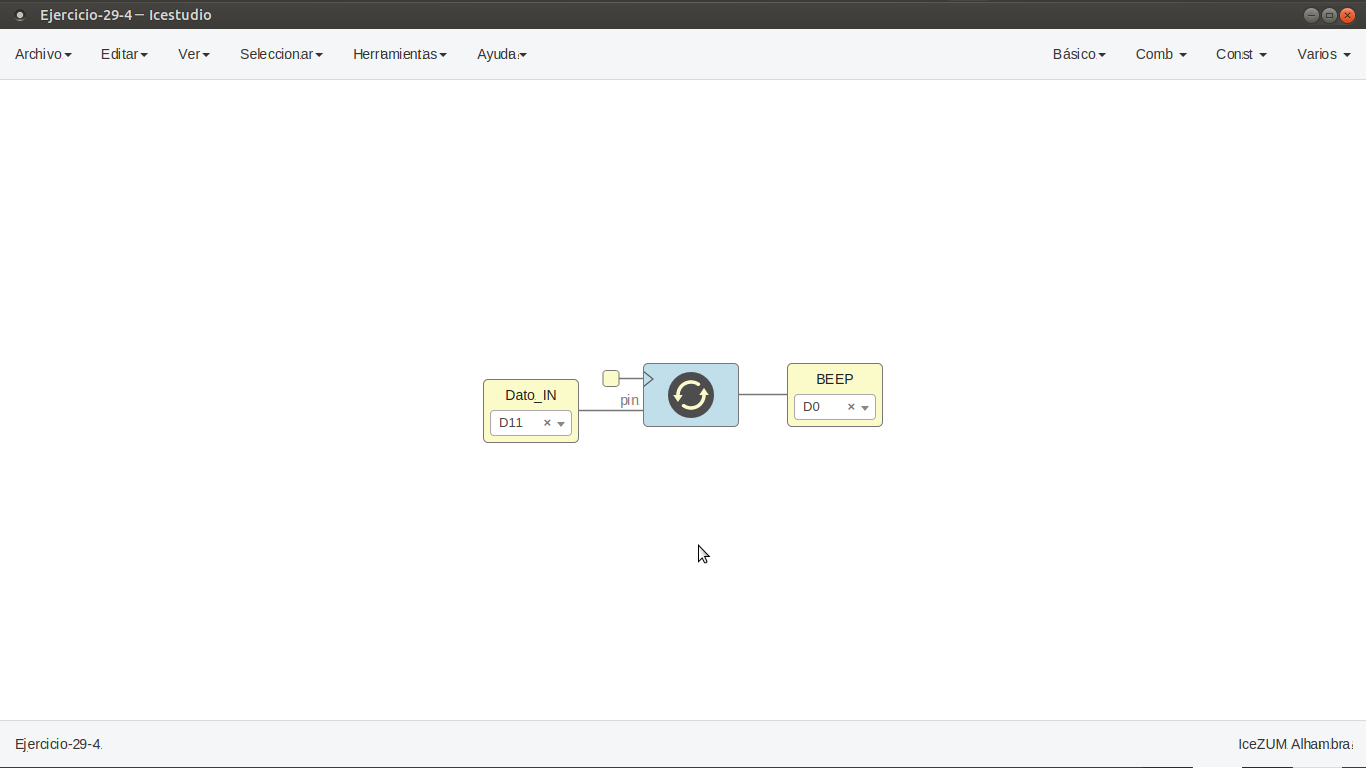 Ejercicio-29-4 — Icestudio
Archivo Editar Ver Seleccionar Herramientas Ayuda Básico Comb Const Varios
BEEP
Dato_IN
pin
D0 ×
D11 ×
Ejercicio-29-4 IceZUM Alhambra